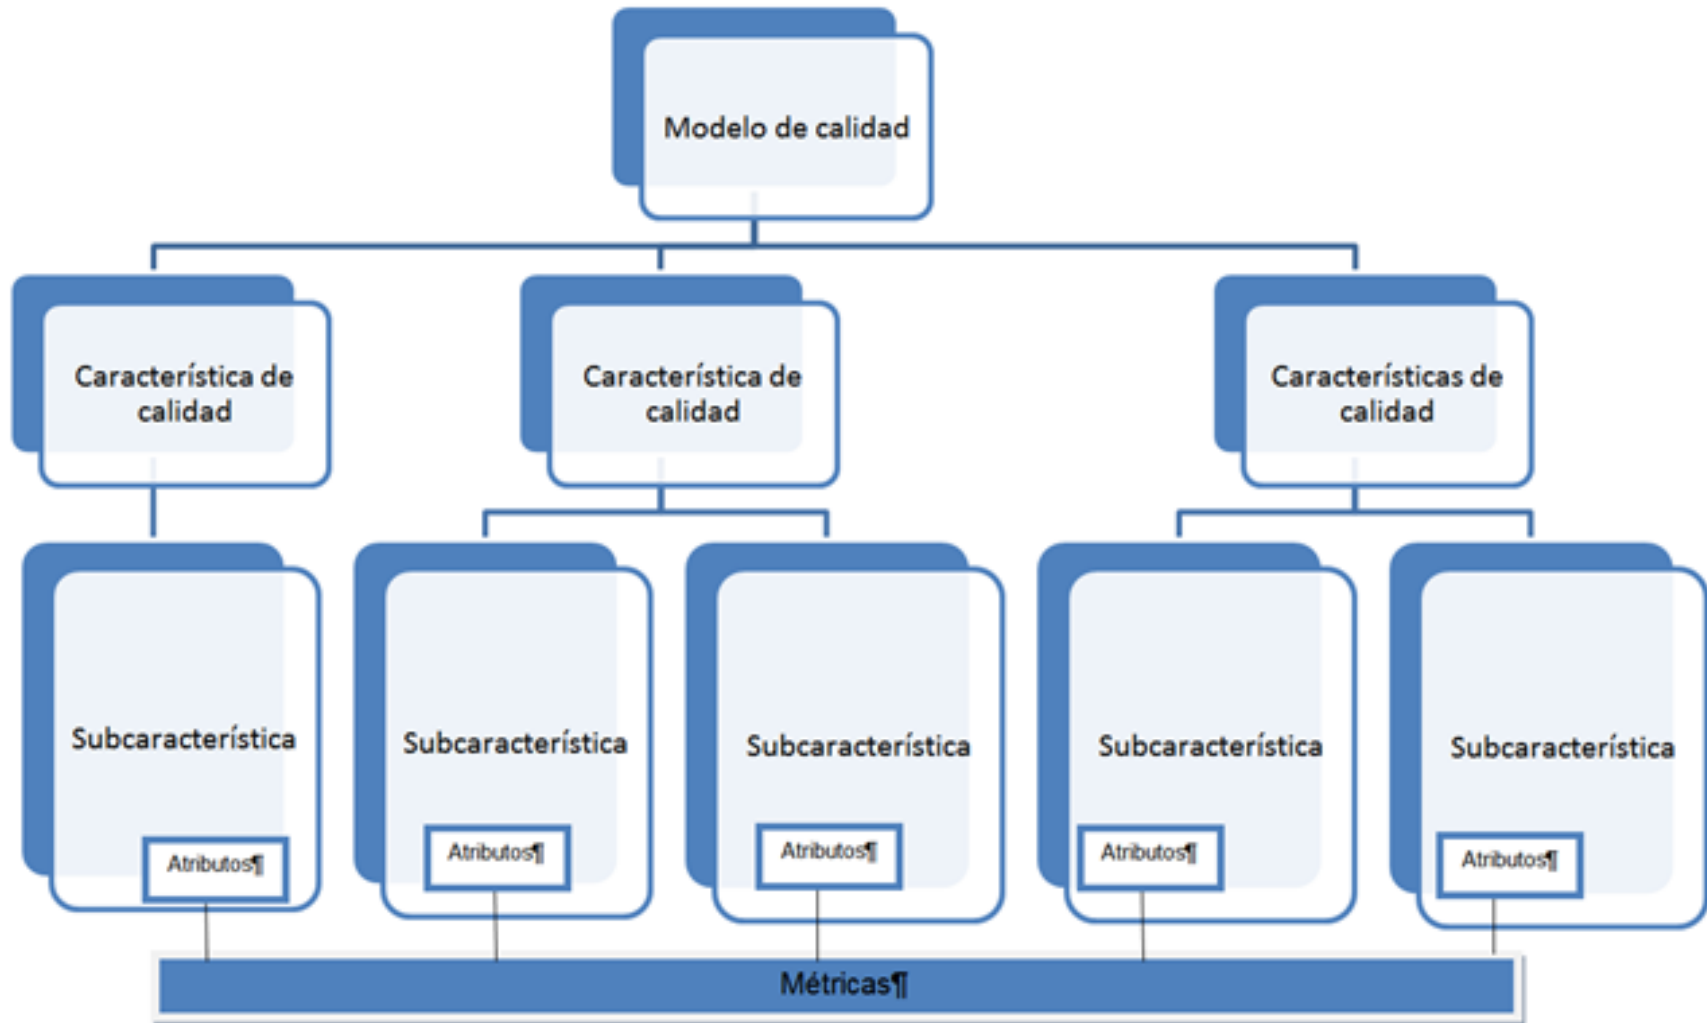 Modelo de calidad
Característica de
calidad
Característica de
calidad
Características de
calidad
Subcaracterística
Subcaracterística
Subcaracterística
Subcaracterística
Subcaracterística
Atributos¶
Atributos¶
Atributos¶
Atributos¶
Atributos¶
Métricas¶